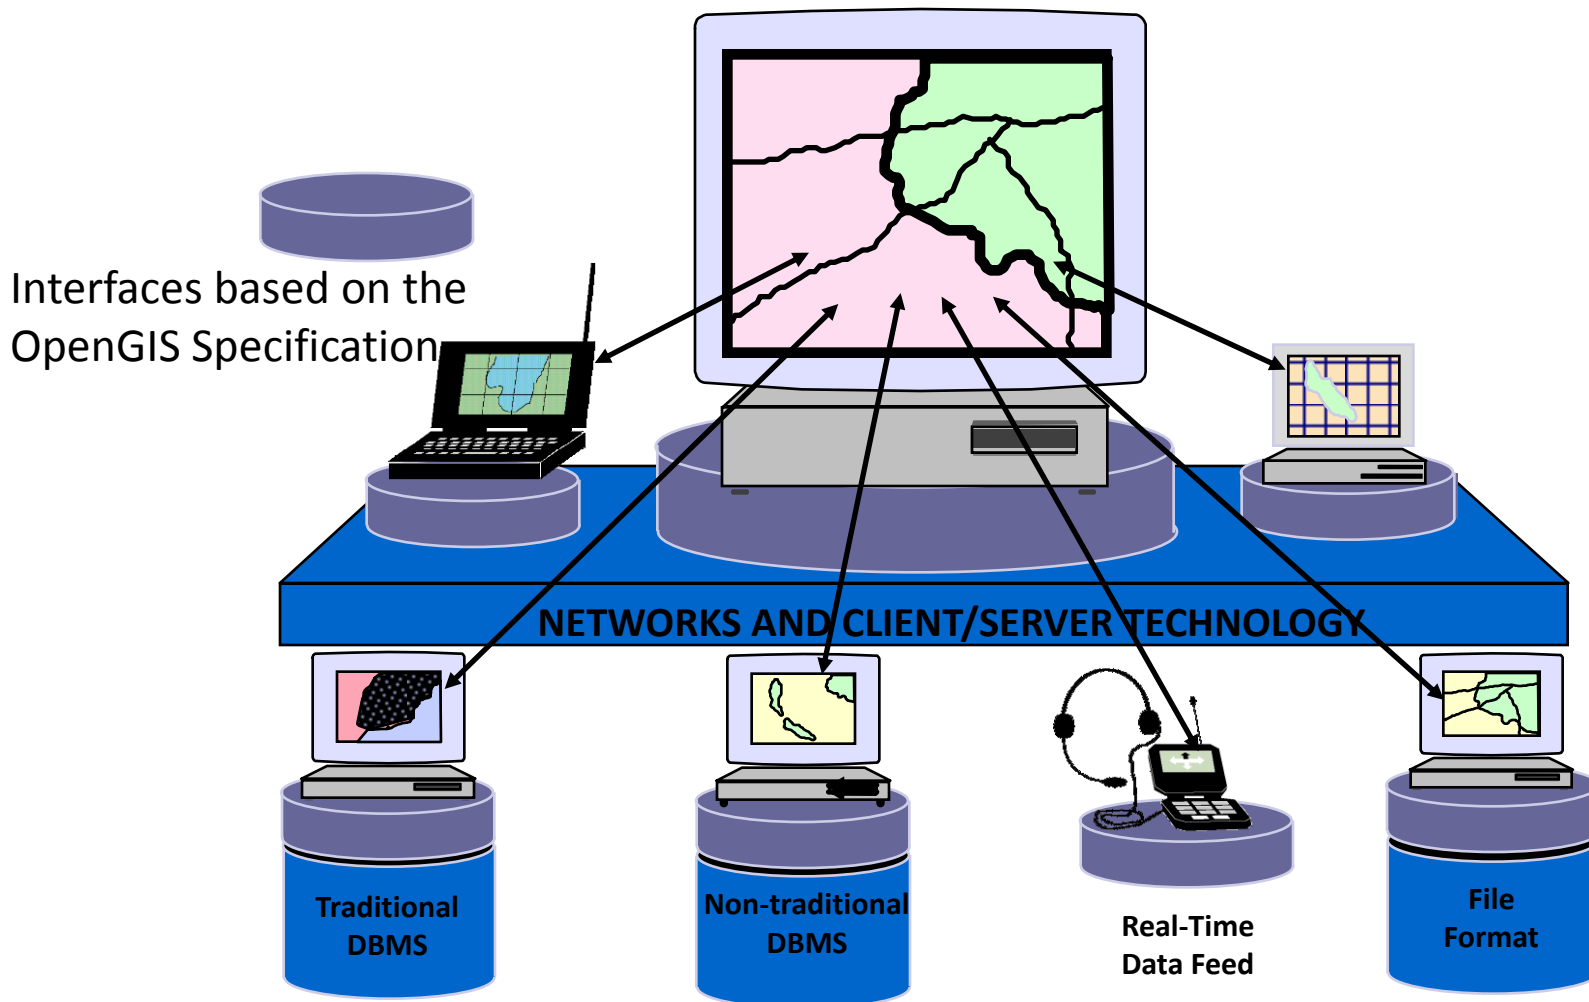 Interfaces based on the
OpenGIS Specification
NETWORKS AND CLIENT/SERVER TECHNOLOGY
Traditional
DBMS
Non-traditional
DBMS
Real-Time
Data Feed
File
Format